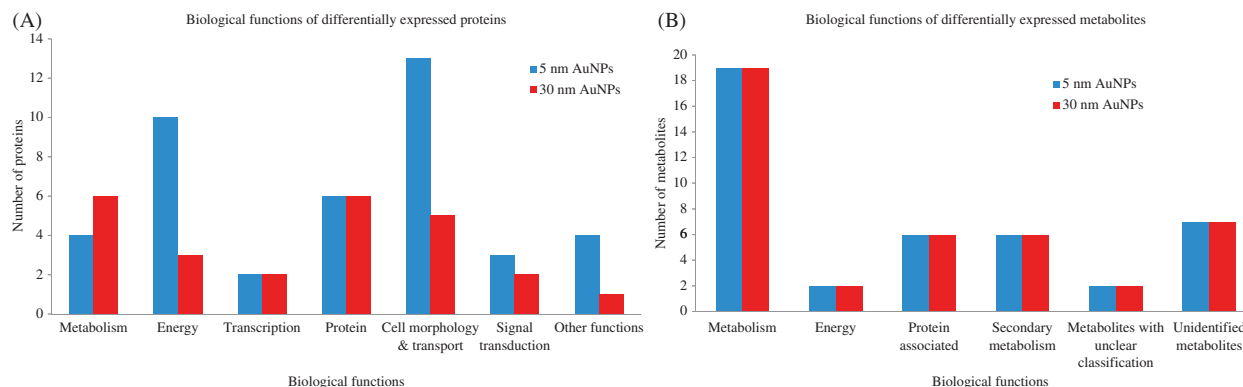 (A)
Biological functions of differentially expressed proteins
14
12
10
8
6
4
2
0
Number of proteins
5 nm AuNPs
30 nm AuNPs
Metabolism
Energy
Transcription
Protein
Cell morphology
& transport
Signal
transduction
Other functions
Biological functions
(B)
Biological functions of differentially expressed metabolites
20
18
16
14
12
10
8
6
4
2
0
Number of metabolites
5 nm AuNPs
30 nm AuNPs
Metabolism
Energy
Protein
associated
Secondary
metabolism
Metabolites with
unclear
classification
Unidentified
metabolites
Biological functions